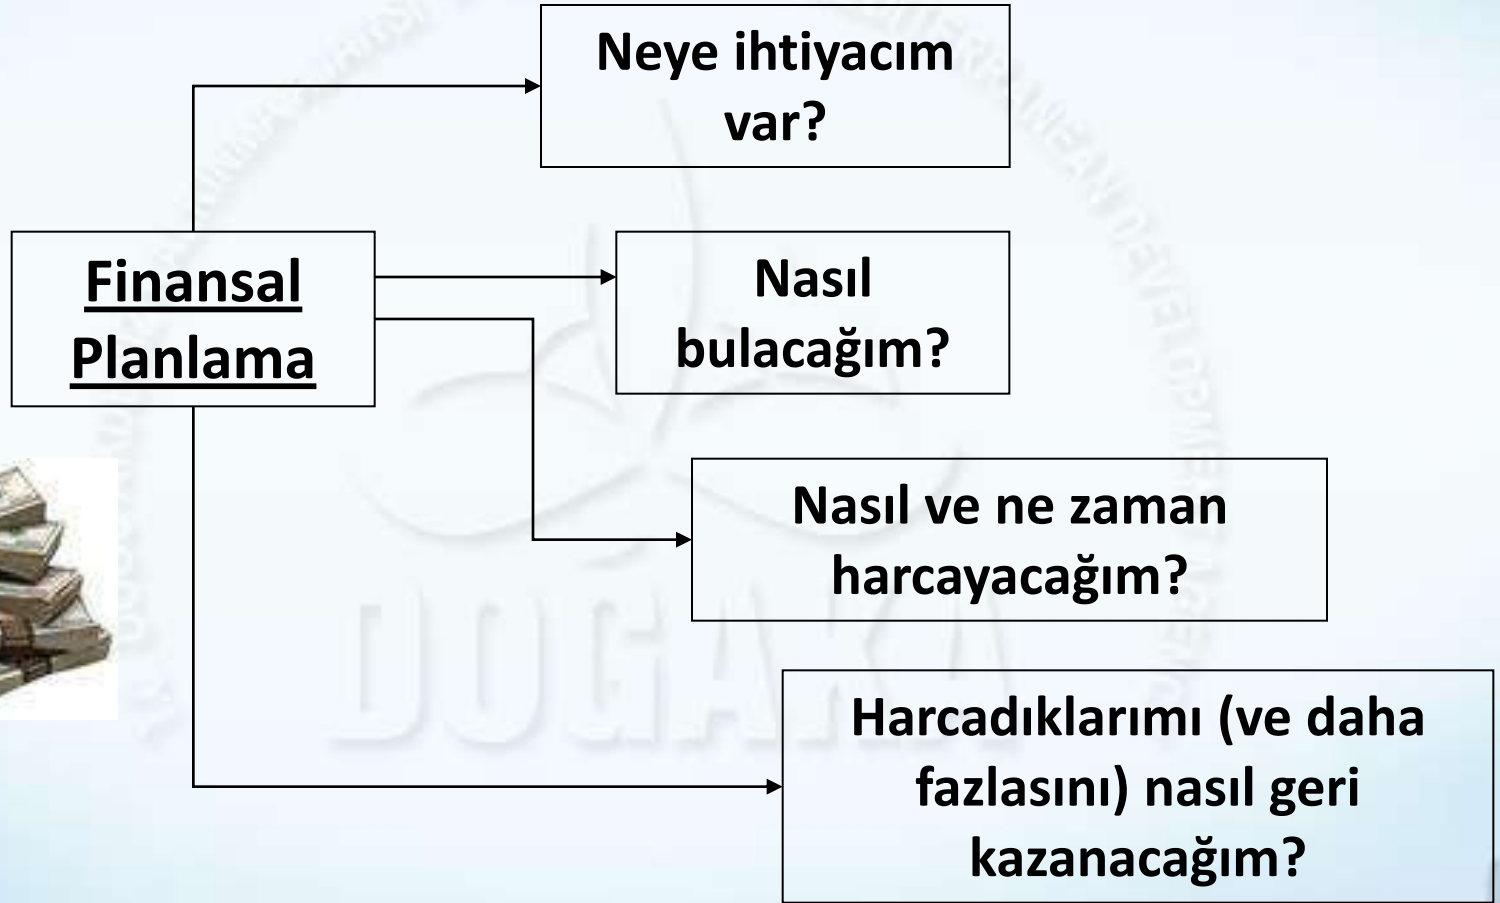 Neye ihtiyacım
var?
Finansal
Planlama
Nasıl
bulacağım?
Nasıl ve ne zaman
harcayacağım?
DOĞAKA
Harcadıklarımı (ve daha
fazlasını) nasıl geri
kazanacağım?